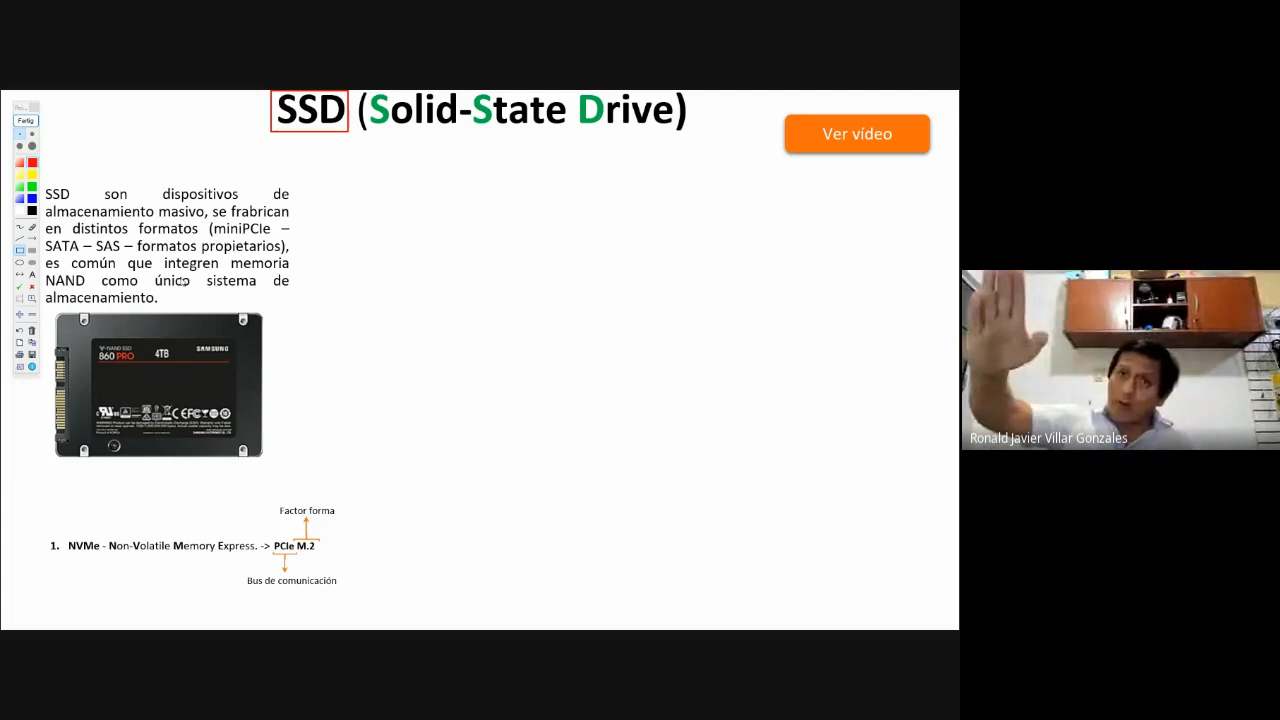 SSD (Solid-State Drive)
Ver vídeo
Fertig
SSD son dispositivos de
almacenamiento masivo, se frabrican
en distintos formatos (miniPCIe –
SATA – SAS – formatos propietarios),
es común que integren memoria
NAND como único sistema de
almacenamiento.
V-NAND SSD
860 PRO
4TB
SAMSUNG
Factor forma
1. NVMe - Non-Volatile Memory Express. -> PCIe M.2
Bus de comunicación
Ronald Javier Villar Gonzales